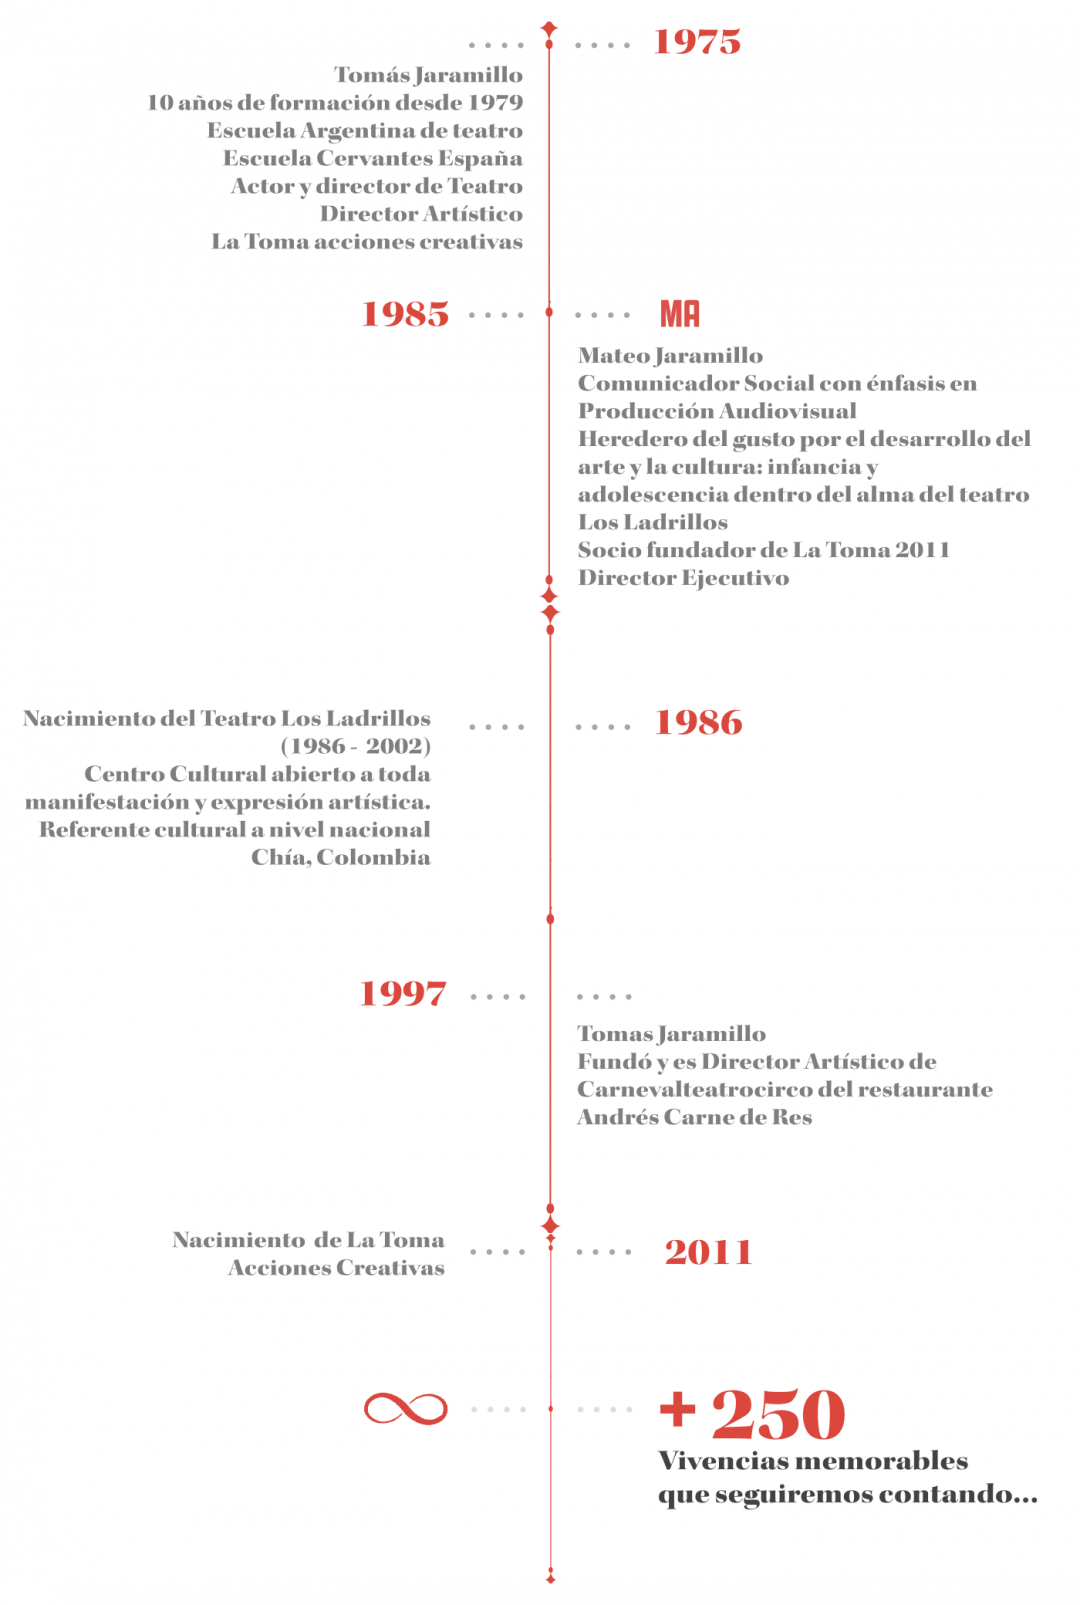 1975
Tomás Jaramillo
10 años de formación desde 1979
Escuela Argentina de teatro
Escuela Cervantes España
Actor y director de Teatro
Director Artístico
La Toma acciones creativas
1985
MA
Mateo Jaramillo
Comunicador Social con énfasis en
Producción Audiovisual
Heredero del gusto por el desarrollo del
arte y la cultura: infancia y
adolescencia dentro del alma del teatro
Los Ladrillos
Socio fundador de La Toma 2011
Director Ejecutivo
1986
Nacimiento del Teatro Los Ladrillos
(1986 - 2002)
Centro Cultural abierto a toda
manifestación y expresión artística.
Referente cultural a nivel nacional
Chía, Colombia
1997
Tomas Jaramillo
Fundó y es Director Artístico de
Carnevalteatrocirco del restaurante
Andrés Carne de Res
2011
Nacimiento de La Toma
Acciones Creativas
+ 250
Vivencias memorables
que seguiremos contando...